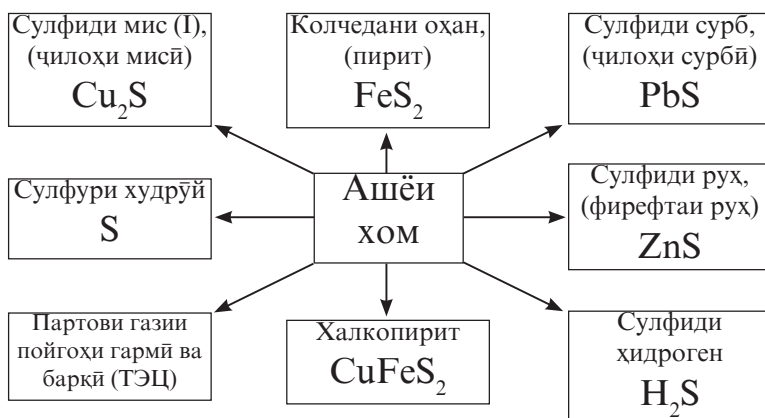 Сулфиди мис (I),
(ҷилоҳи мисӣ)
Cu₂S
Колчедани оҳан,
(пирит)
FeS₂
Сулфиди сурб,
(ҷилоҳи сурбӣ)
PbS
Сулфури худрӯй
S
Ашёи
хом
Сулфиди руҳ,
(фирефтаи руҳ)
ZnS
Партови газии
пойгоҳи гармӣ ва
барқӣ (ТЭЦ)
Халкопирит
CuFeS₂
Сулфиди
ҳидроген
H₂S